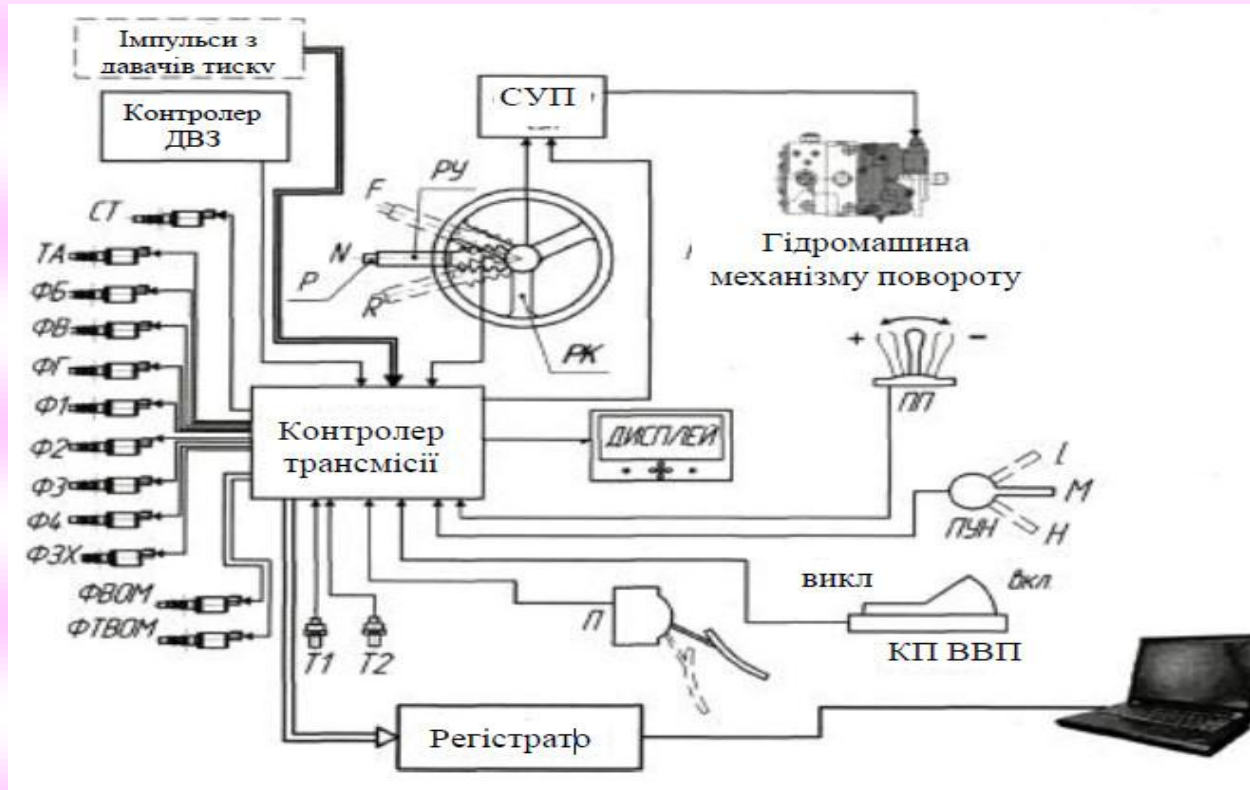 Імпульси з
давачів тиску
Контролер
ДВЗ
СУП
СТ
ТА
ФБ
ФВ
ФГ
Ф1
Ф2
Ф3
Ф4
ФЗХ
ФВОМ
ФТВОМ
F
РУ
N
P
R
РК
Гідромашина
механізму повороту
+
-
ПП
Контролер
трансмісії
ДИСПЛЕЙ
L
M
H
ПУН
викл
вкл.
КП ВВП
П
Т1
Т2
Регістрато